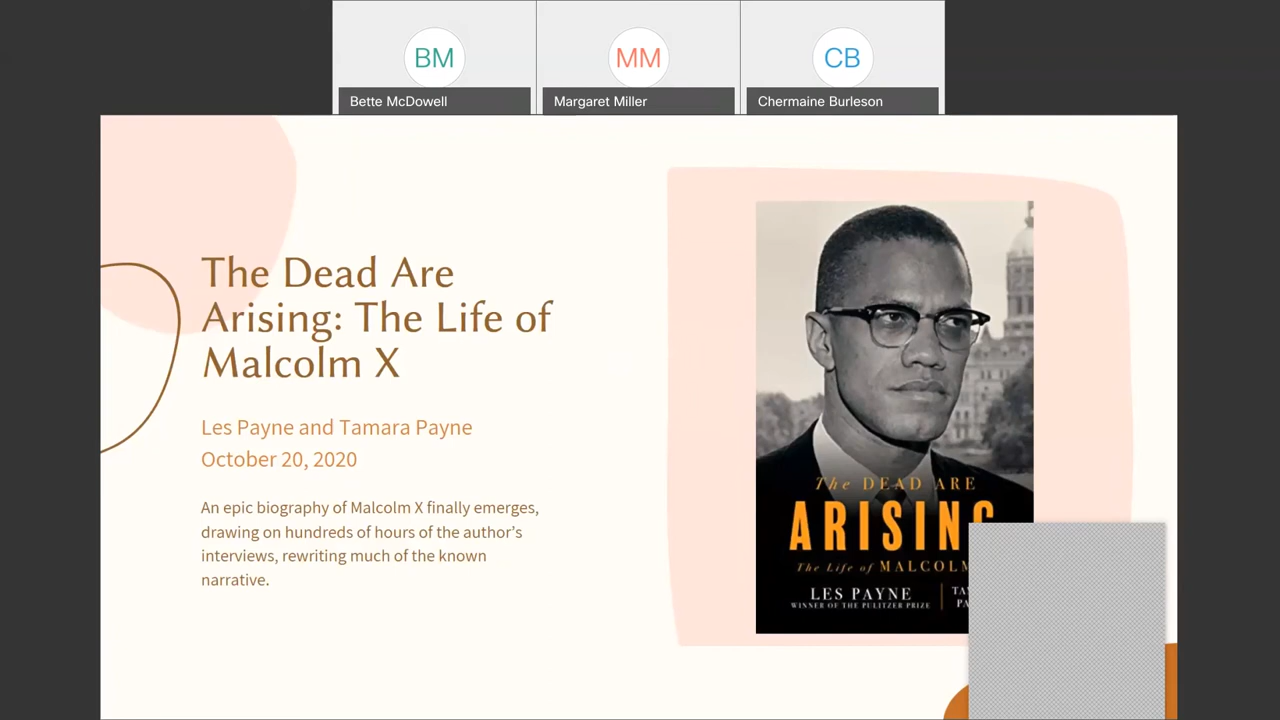 BM
MM
CB
Bette McDowell
Margaret Miller
Chermaine Burleson
The Dead Are
Arising: The Life of
Malcolm X
Les Payne and Tamara Payne
October 20, 2020
An epic biography of Malcolm X finally emerges,
drawing on hundreds of hours of the author's
interviews, rewriting much of the known
narrative.
The DEAD ARE
ARISING
The Life of MALCOLM
LES PAYNE
WINNER OF THE PULITZER PRIZE